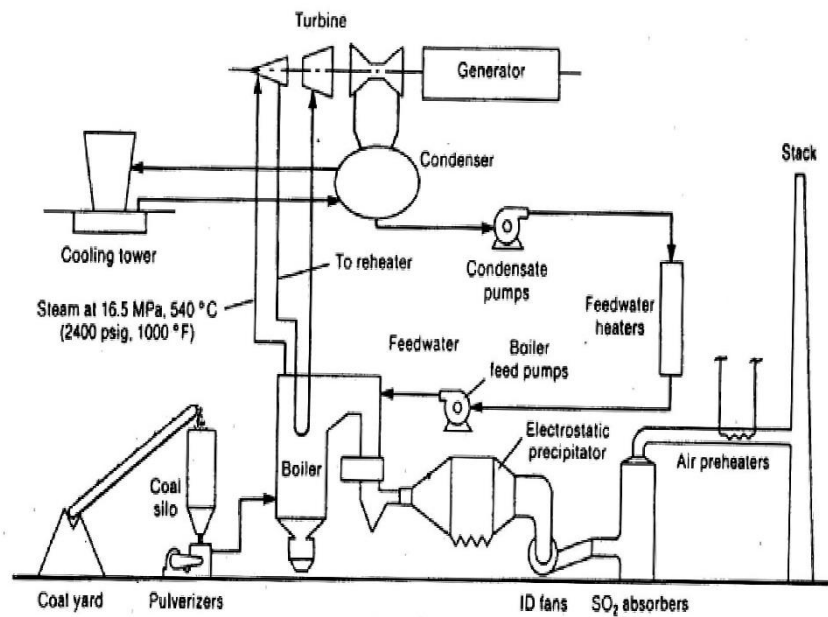 Turbine
Generator
Condenser
Stack
Cooling tower
To reheater
Condensate
pumps
Feedwater
heaters
Steam at 16.5 MPa, 540 °C
(2400 psig, 1000 °F)
Feedwater
Boiler
feed pumps
Electrostatic
precipitator
Air preheaters
Boiler
Coal
silo
Coal yard
Pulverizers
ID fans
SO₂ absorbers